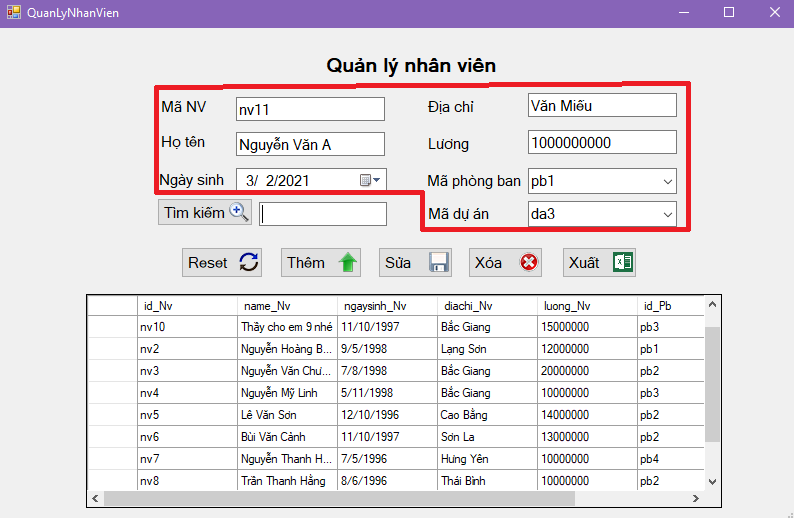 QuanLyNhanVien
Quản lý nhân viên
Mã NV nv11 Địa chỉ Văn Miếu
Họ tên Nguyễn Văn A Lương 1000000000
Ngày sinh 3/ 2/2021 Mã phòng ban pb1
Tìm kiếm Mã dự án da3
Reset Thêm Sửa Xóa Xuất
id_Nv name_Nv ngaysinh_Nv diachi_Nv luong_Nv id_Pb
nv10 Thầy cho em 9 nhé 11/10/1997 Bắc Giang 15000000 pb3
nv2 Nguyễn Hoàng B... 9/5/1998 Lạng Sơn 12000000 pb1
nv3 Nguyễn Văn Chư... 7/8/1998 Bắc Giang 20000000 pb2
nv4 Nguyễn Mỹ Linh 5/11/1998 Bắc Giang 10000000 pb3
nv5 Lê Văn Sơn 12/10/1996 Cao Bằng 14000000 pb2
nv6 Bùi Văn Cảnh 11/10/1997 Sơn La 13000000 pb2
nv7 Nguyễn Thanh H... 7/5/1996 Hưng Yên 10000000 pb4
nv8 Trần Thanh Hằng 8/6/1996 Thái Bình 10000000 pb2